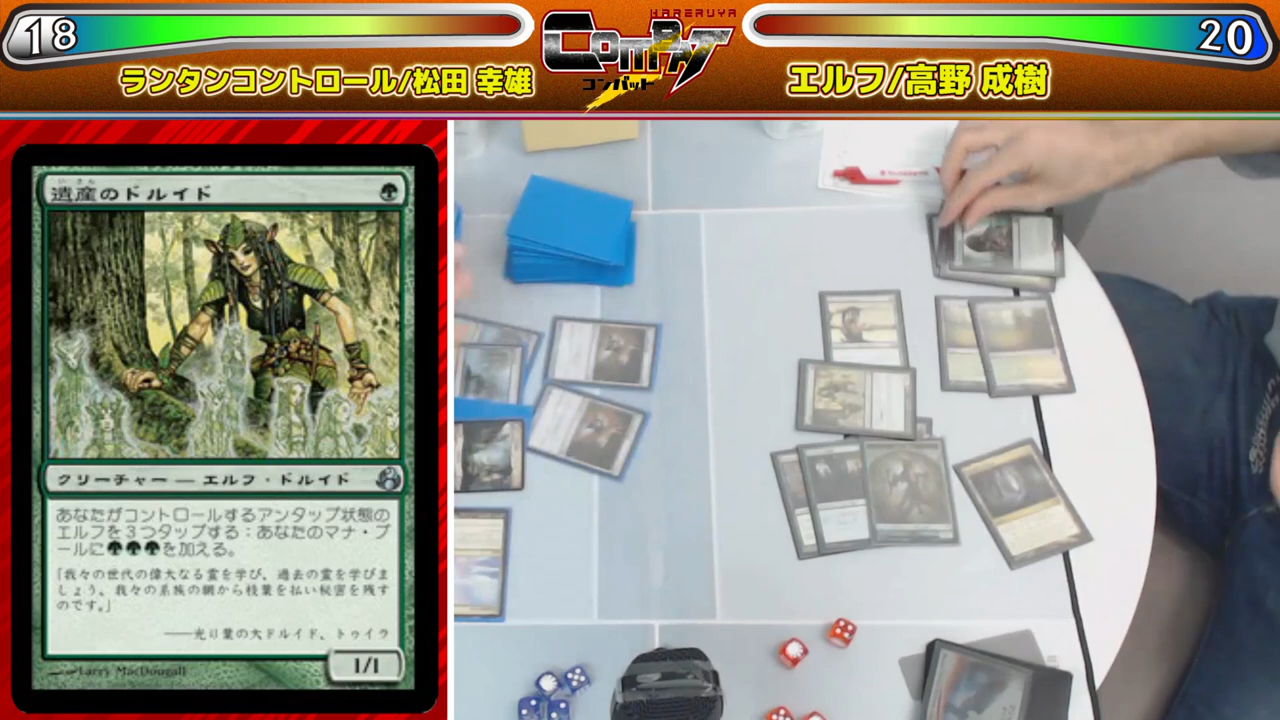 18
HARERUYA
COMBAT
コンバット
20
ランタンコントロール/松田 幸雄
エルフ/高野 成樹
いさん
遺産のドルイド
クリーチャー — エルフ・ドルイド
あなたがコントロールするアンタップ状態の
エルフを3つタップする:あなたのマナ・プ
ールに を加える。
「我々の世代の偉大なる霊を学び、過去の霊を学びま
しょう。我々の系族の網から枝葉を払い秘密を残す
のです。」
——光り葉の大ドルイド、トゥイラ
Larry MacDougall
1/1